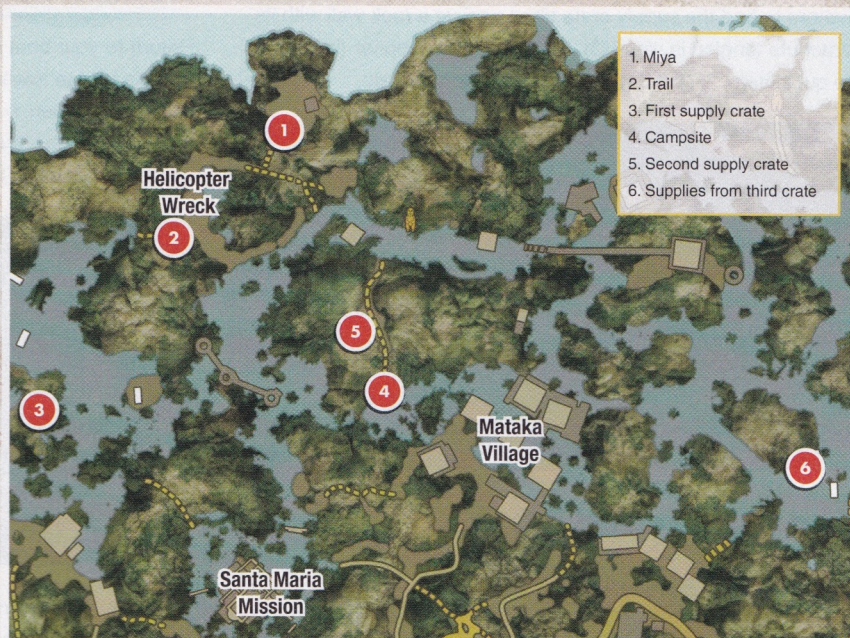 1. Miya
2. Trail
3. First supply crate
4. Campsite
5. Second supply crate
6. Supplies from third crate
1
Helicopter
Wreck
2
5
4
3
Mataka
Village
6
Santa Maria
Mission